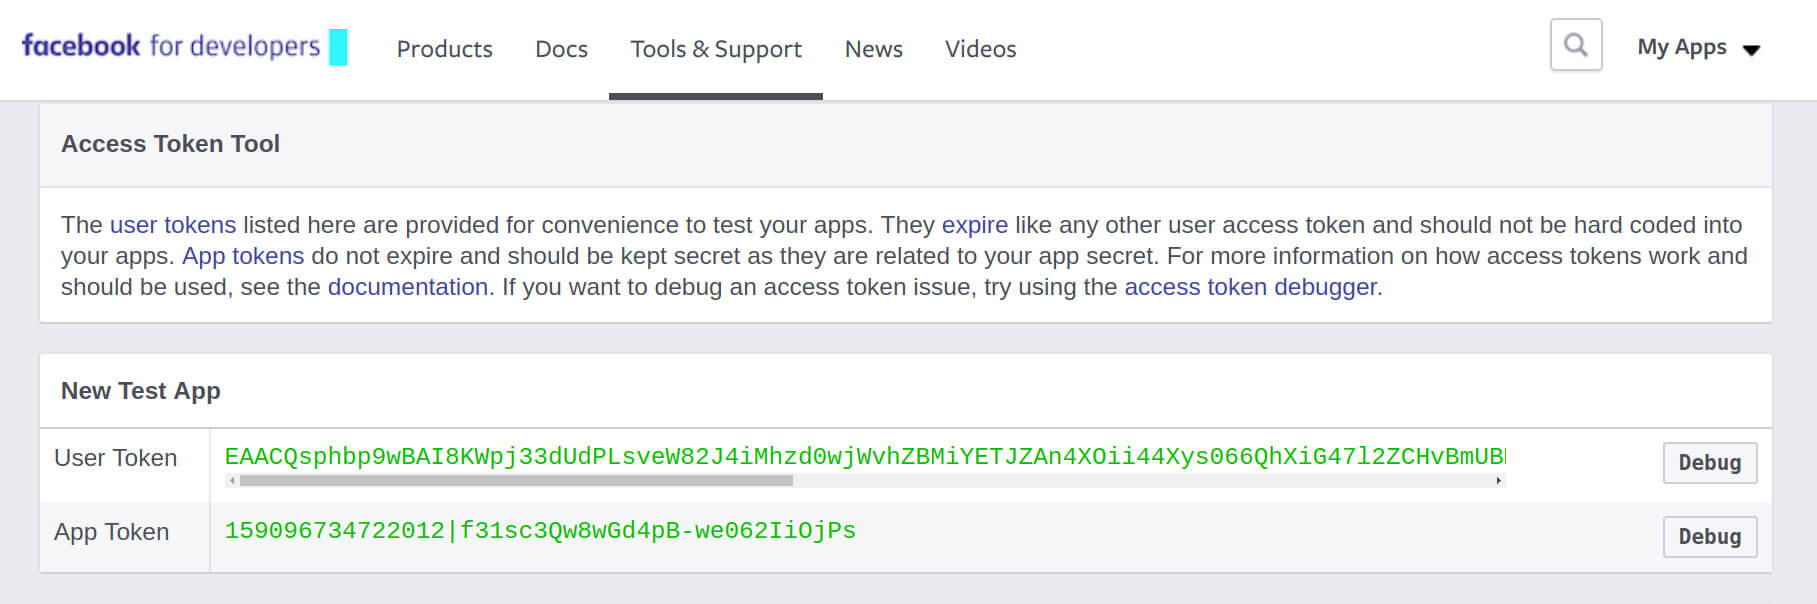 facebook for developers
Products Docs Tools & Support News Videos
My Apps
Access Token Tool
The user tokens listed here are provided for convenience to test your apps. They expire like any other user access token and should not be hard coded into
your apps. App tokens do not expire and should be kept secret as they are related to your app secret. For more information on how access tokens work and
should be used, see the documentation. If you want to debug an access token issue, try using the access token debugger.
New Test App
User Token EAACQsphbp9wBAI8KWpj33dUdPLsveW82J4iMhzd0wjWvhZBMiYETJZAn4XOii44Xys066QhXiG47l2ZCHvBmUB Debug
App Token 159096734722012|f31sc3Qw8wGd4pB-we062IiOjPs Debug